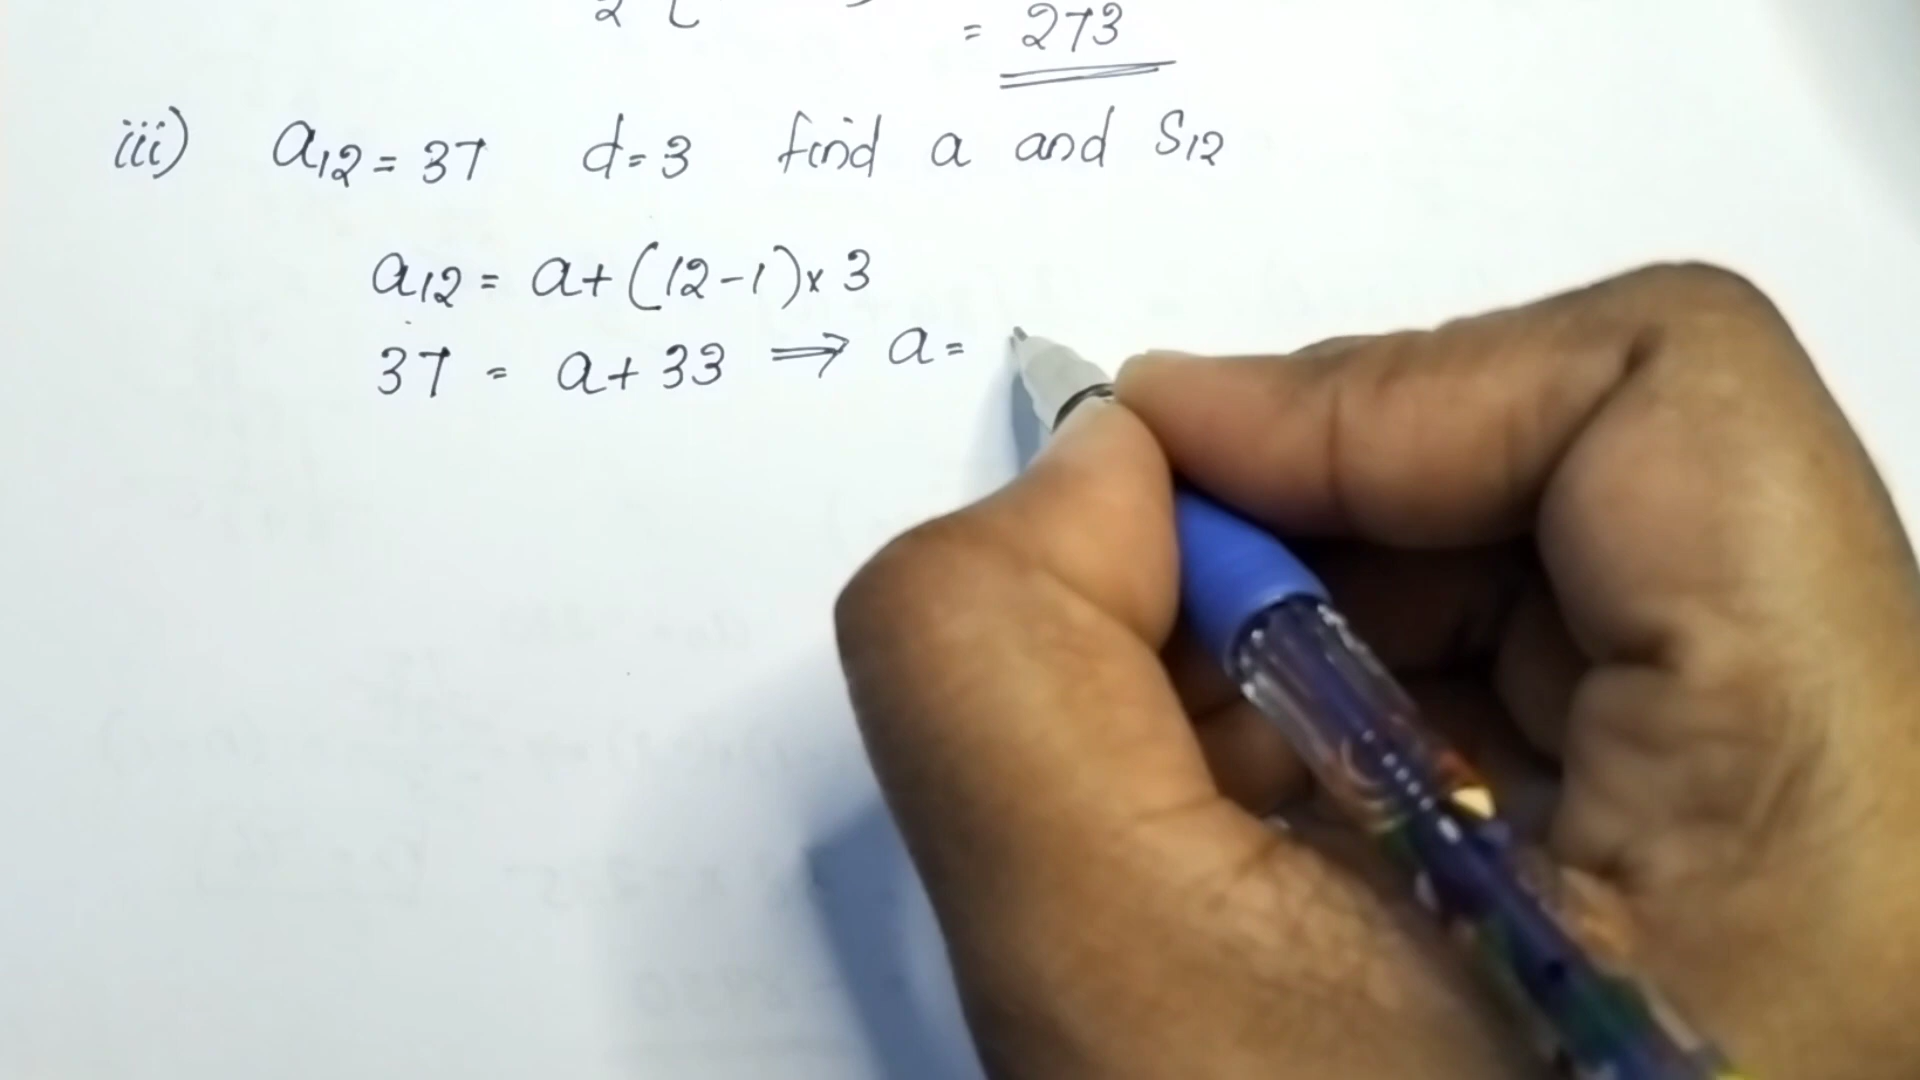 = 273
iii) a12 = 37 d = 3 find a and S12
a12 = a + (12 - 1) × 3
37 = a + 33 ⇒ a =